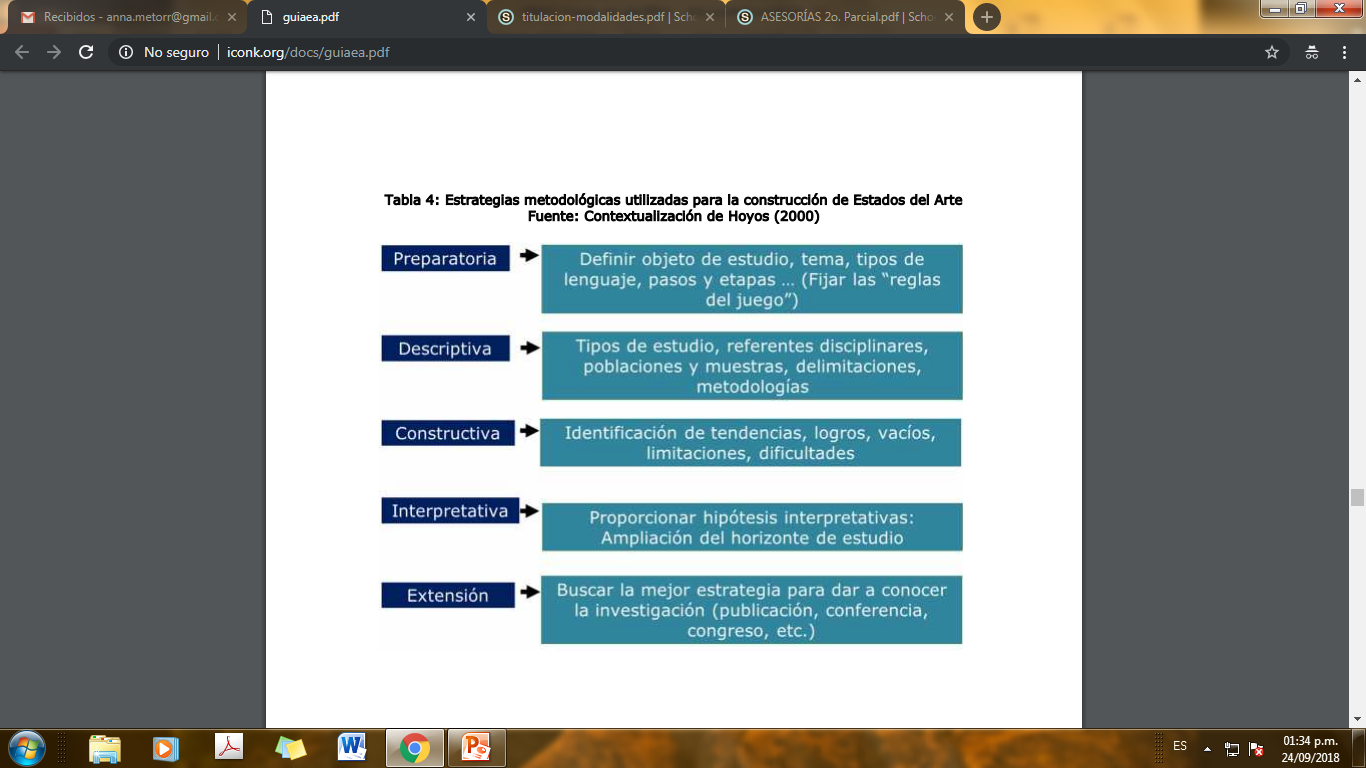 Recibidos - anna.metorr@gmail.c
guiaea.pdf
titulacion-modalidades.pdf | Scho
ASESORÍAS 2o. Parcial.pdf | Scho
No seguro | iconk.org/docs/guiaea.pdf
Tabla 4: Estrategias metodológicas utilizadas para la construcción de Estados del Arte
Fuente: Contextualización de Hoyos (2000)
Preparatoria
Definir objeto de estudio, tema, tipos de
lenguaje, pasos y etapas ... (Fijar las “reglas
del juego”)
Descriptiva
Tipos de estudio, referentes disciplinares,
poblaciones y muestras, delimitaciones,
metodologías
Constructiva
Identificación de tendencias, logros, vacíos,
limitaciones, dificultades
Interpretativa
Proporcionar hipótesis interpretativas:
Ampliación del horizonte de estudio
Extensión
Buscar la mejor estrategia para dar a conocer
la investigación (publicación, conferencia,
congreso, etc.)
ES
01:34 p.m.
24/09/2018